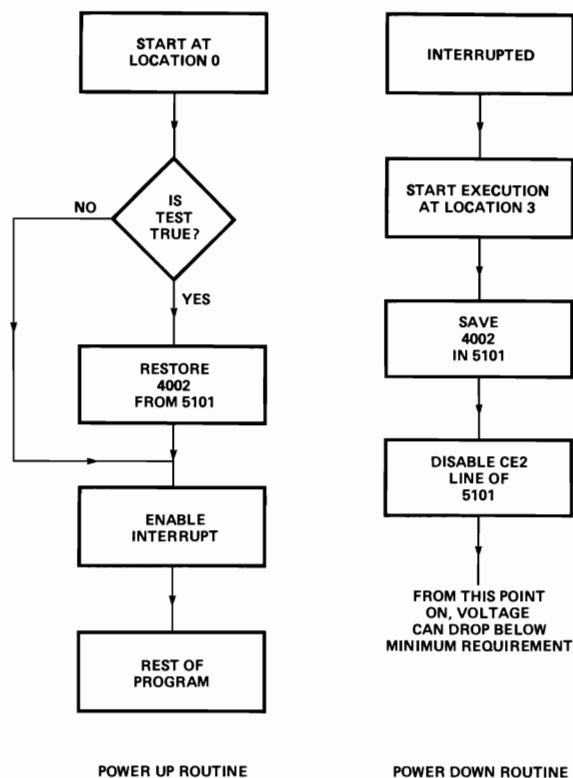 START AT
LOCATION 0
IS
TEST
TRUE?
NO
YES
RESTORE
4002
FROM 5101
ENABLE
INTERRUPT
REST OF
PROGRAM
POWER UP ROUTINE
INTERRUPTED
START EXECUTION
AT LOCATION 3
SAVE
4002
IN 5101
DISABLE CE2
LINE OF
5101
FROM THIS POINT
ON, VOLTAGE
CAN DROP BELOW
MINIMUM REQUIREMENT
POWER DOWN ROUTINE